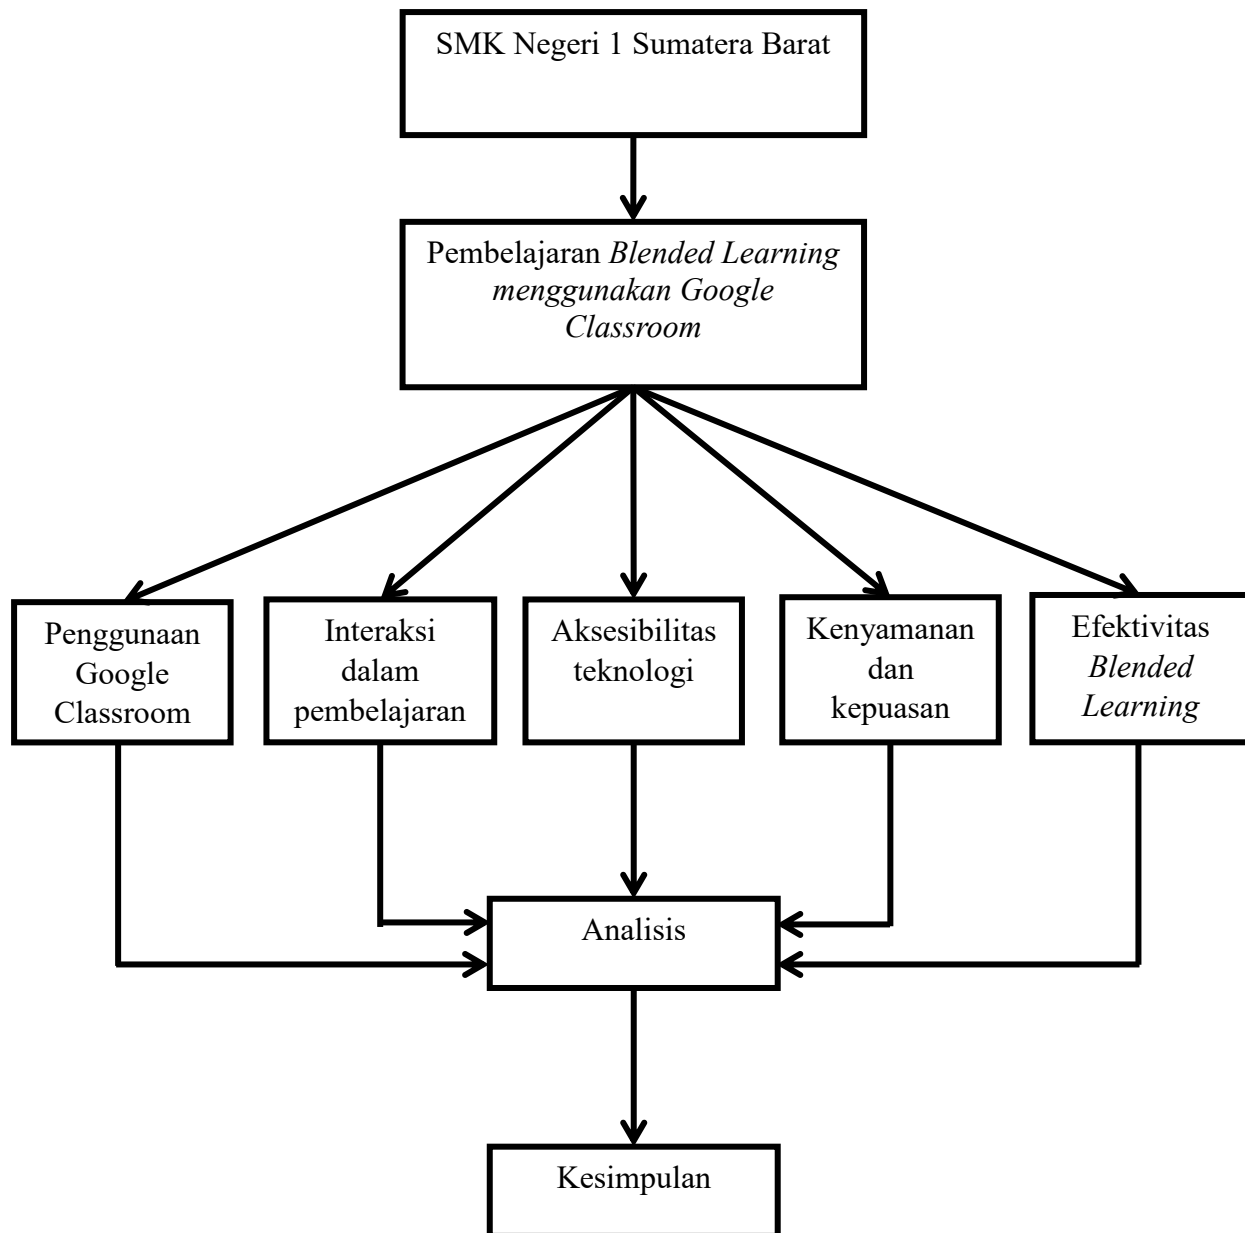 SMK Negeri 1 Sumatera Barat
Pembelajaran Blended Learning
menggunakan Google
Classroom
Penggunaan
Google
Classroom
Interaksi
dalam
pembelajaran
Aksesibilitas
teknologi
Kenyamanan
dan
kepuasan
Efektivitas
Blended
Learning
Analisis
Kesimpulan